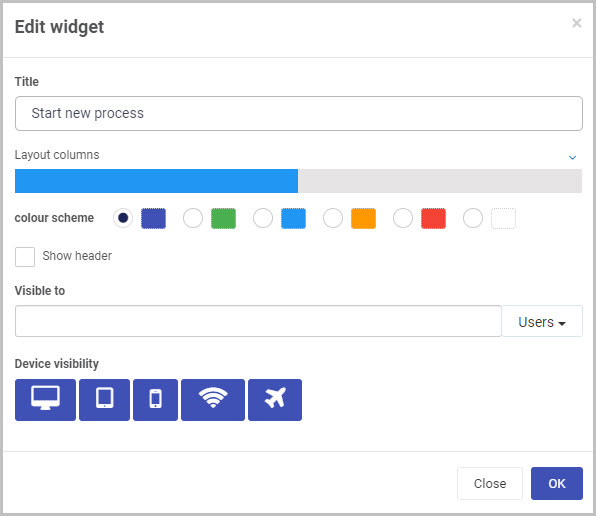 Edit widget
×
Title
Start new process
Layout columns
colour scheme
Show header
Visible to
Users
Device visibility
Close OK